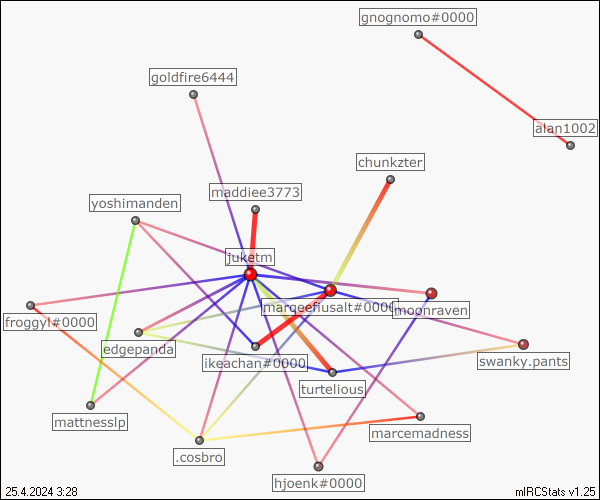 gnognomo#0000
goldfire6444
alan1002
chunkzter
maddiee3773
yoshimanden
juketm
margeeflusalt#0000
moonraven
froggyl#0000
edgepanda
ikeachan#0000
swanky.pants
turtelious
mattnesslp
marcemadness
.cosbro
hjoenk#0000
25.4.2024 3:28
mIRCStats v1.25